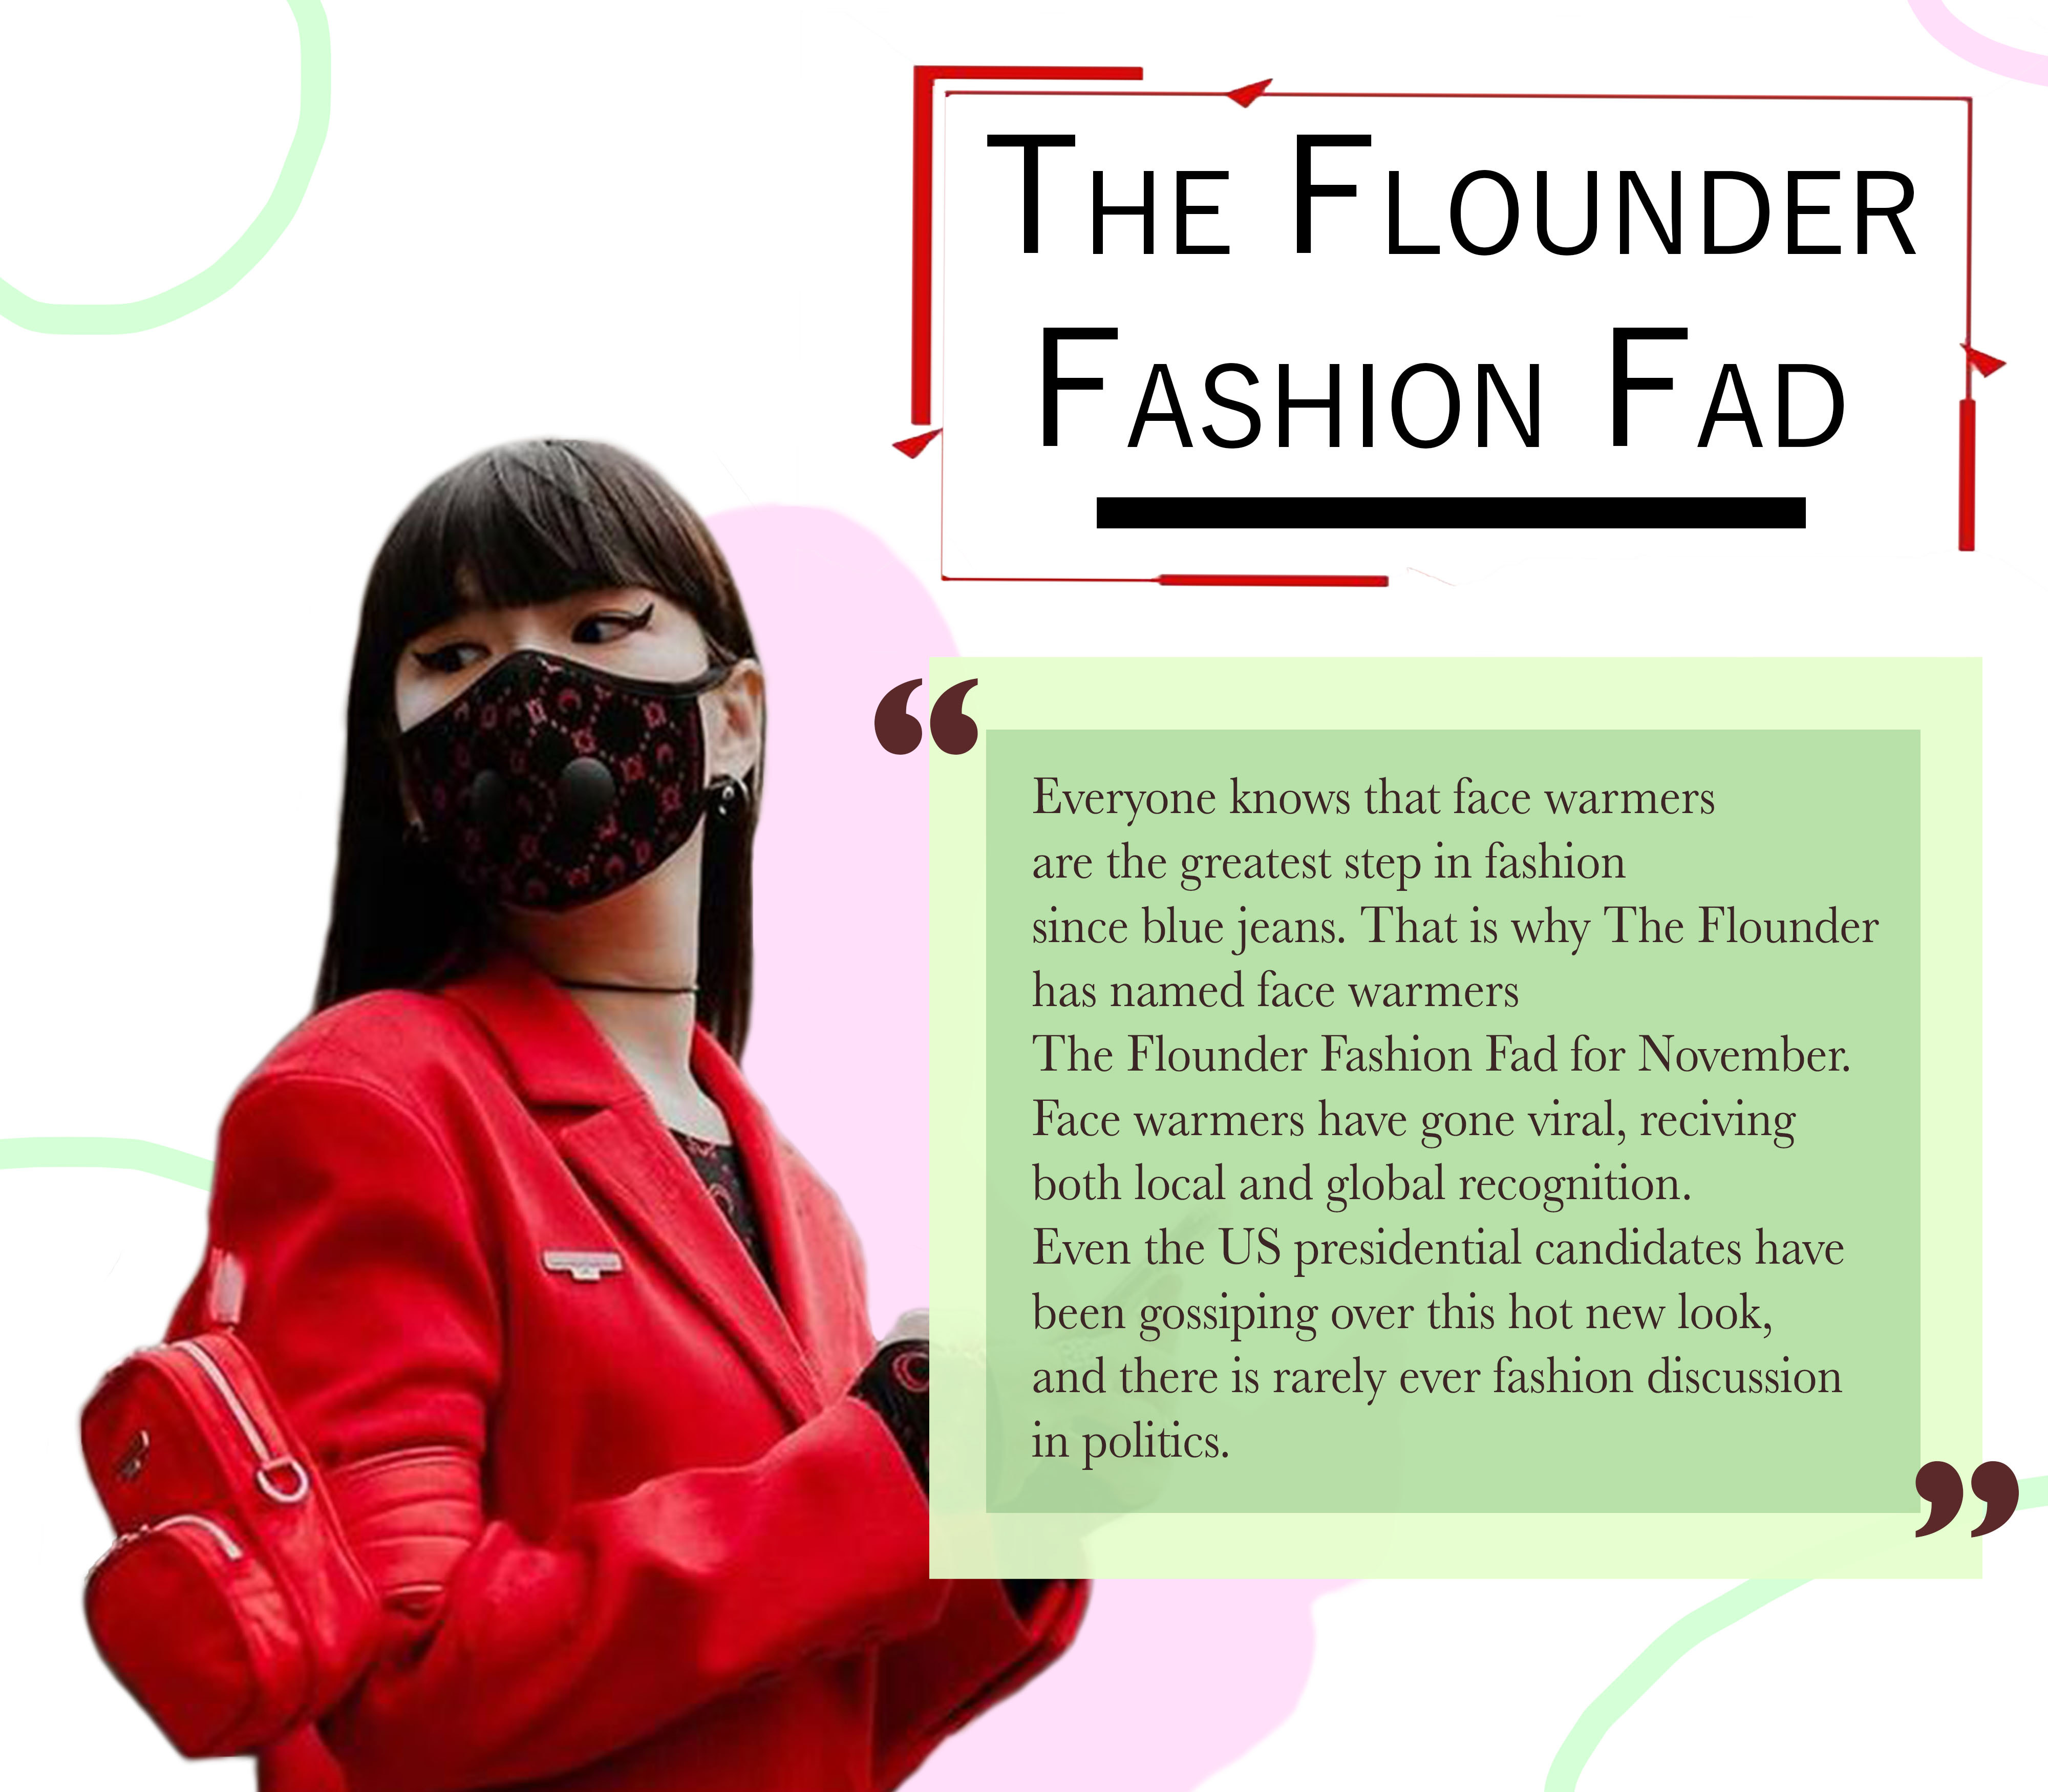 The Flounder
Fashion Fad
“
Everyone knows that face warmers
are the greatest step in fashion
since blue jeans. That is why The Flounder
has named face warmers
The Flounder Fashion Fad for November.
Face warmers have gone viral, reciving
both local and global recognition.
Even the US presidential candidates have
been gossiping over this hot new look,
and there is rarely ever fashion discussion
in politics.
”